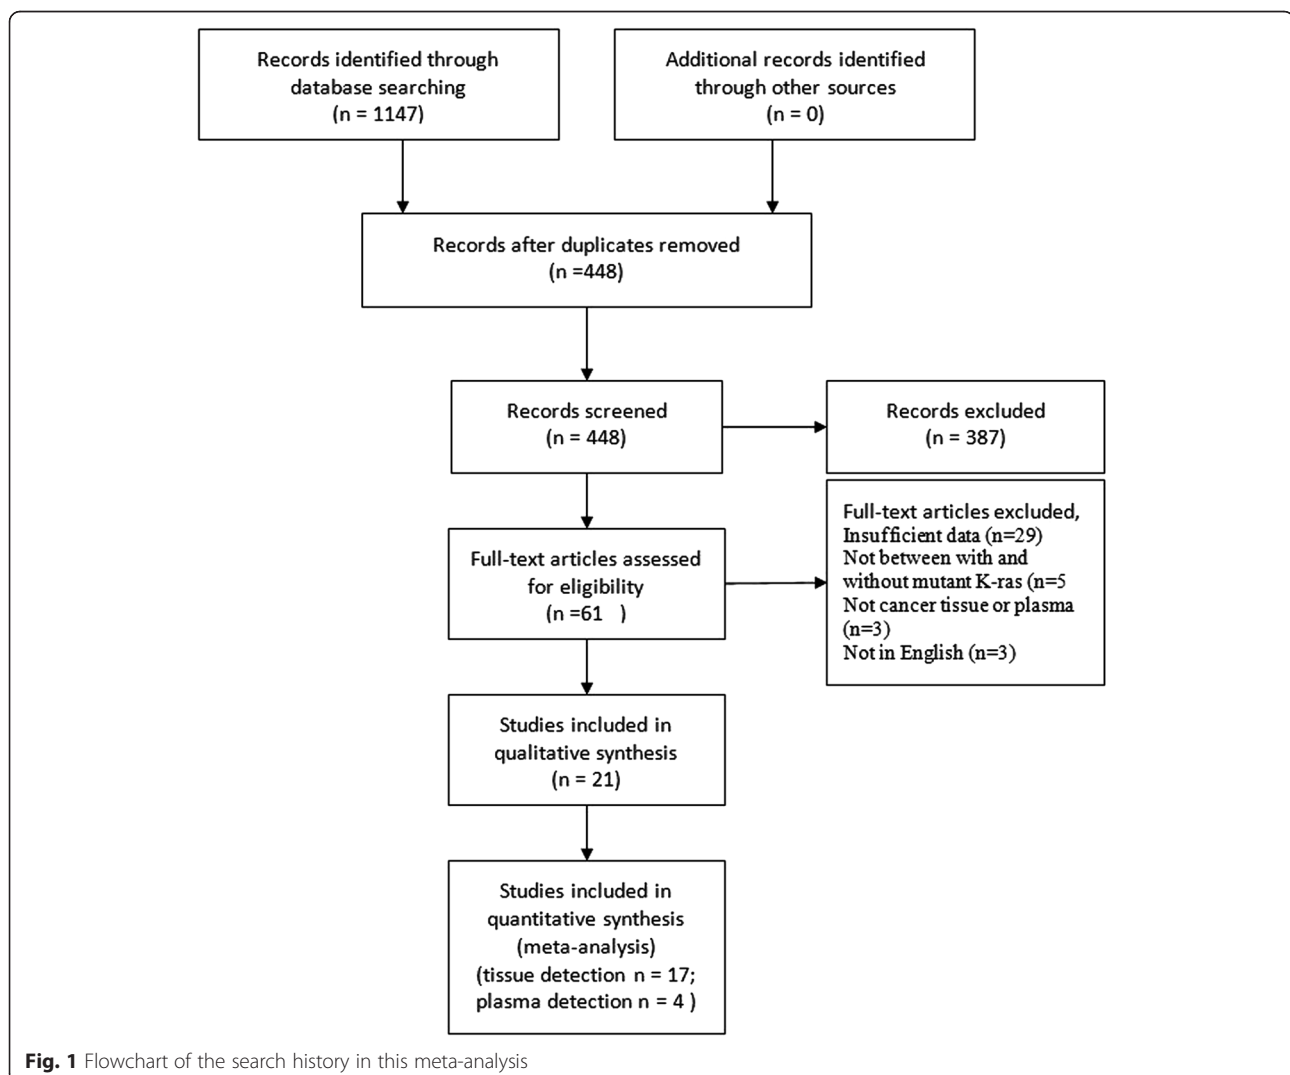 Records identified through
database searching
(n = 1147)
Additional records identified
through other sources
(n = 0)
Records after duplicates removed
(n =448)
Records screened
(n = 448)
Records excluded
(n = 387)
Full-text articles assessed
for eligibility
(n =61 )
Full-text articles excluded,
Insufficient data (n=29)
Not between with and
without mutant K-ras (n=5
Not cancer tissue or plasma
(n=3)
Not in English (n=3)
Studies included in
qualitative synthesis
(n = 21)
Studies included in
quantitative synthesis
(meta-analysis)
(tissue detection n = 17;
plasma detection n = 4 )
Fig. 1 Flowchart of the search history in this meta-analysis